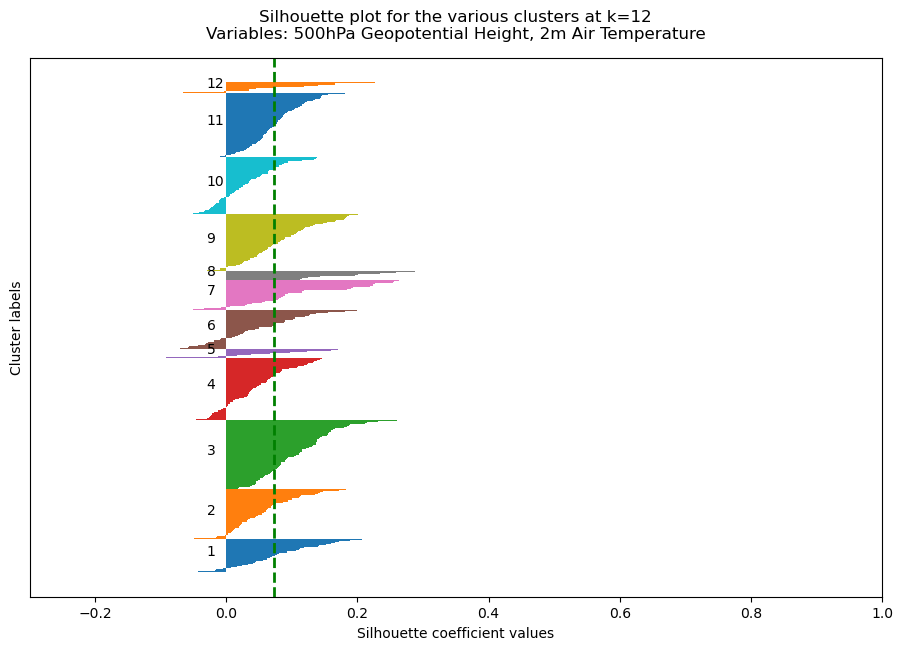 Silhouette plot for the various clusters at k=12
Variables: 500hPa Geopotential Height, 2m Air Temperature
Cluster labels
12
11
10
9
8
7
6
5
4
3
2
1
−0.2 0.0 0.2 0.4 0.6 0.8 1.0
Silhouette coefficient values